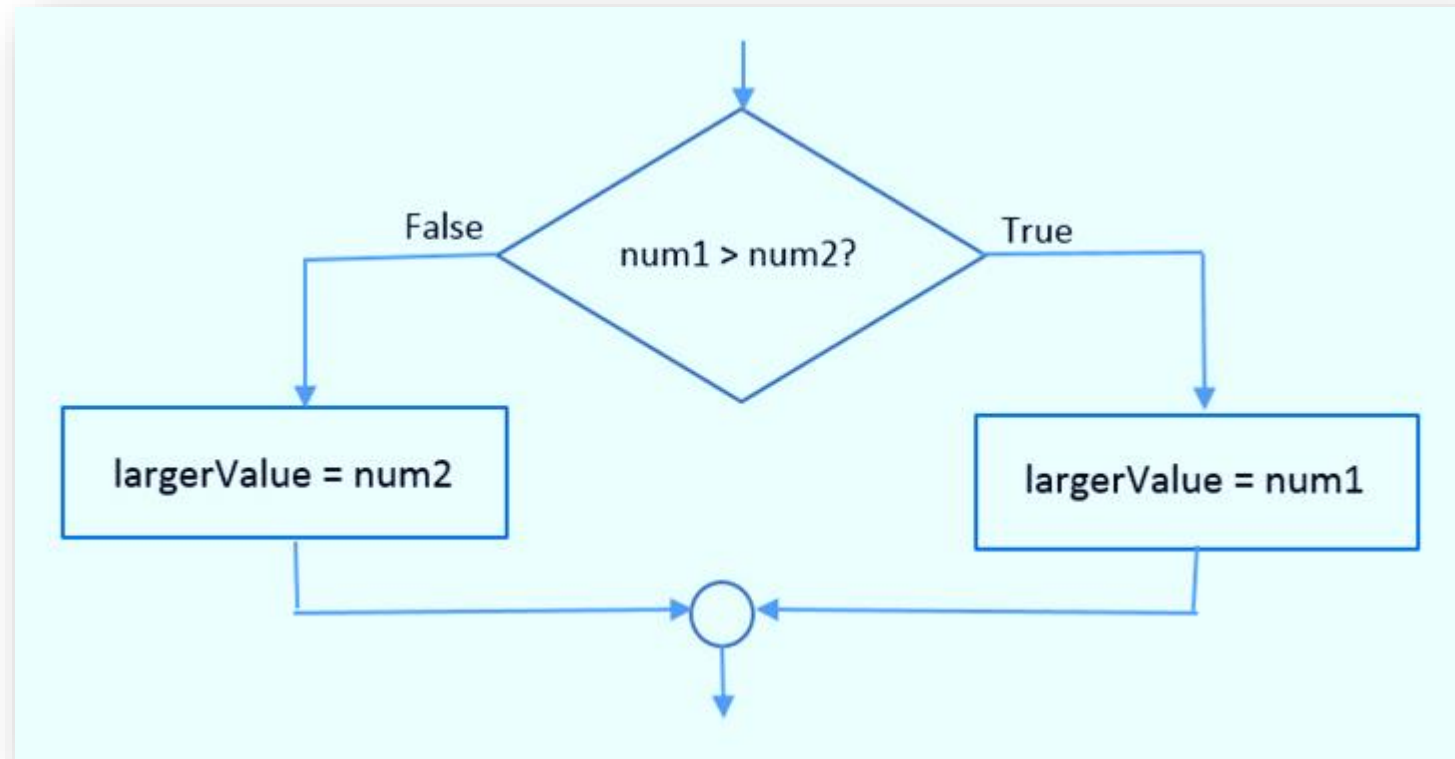 False
num1 > num2?
True
largerValue = num2
largerValue = num1